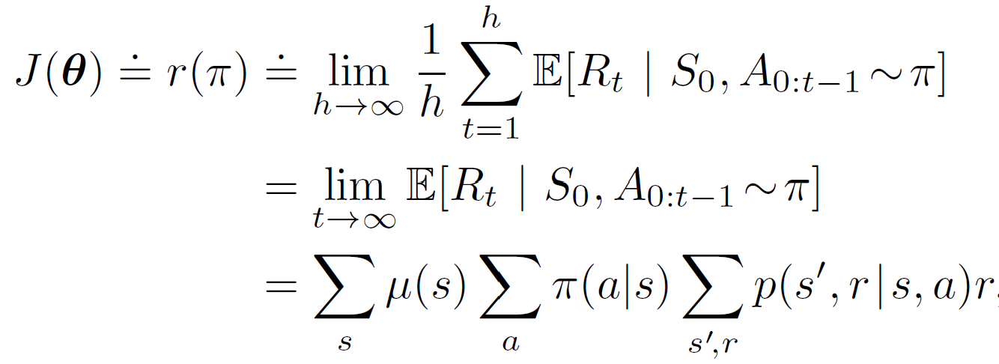 J(θ) ≐ r(π) ≐ lim_{h→∞} 1/h ∑_{t=1}^{h} 𝔼[R_t | S_0, A_{0:t−1} ∼ π]
= lim_{t→∞} 𝔼[R_t | S_0, A_{0:t−1} ∼ π]
= ∑_s μ(s) ∑_a π(a|s) ∑_{s′,r} p(s′, r | s, a)r,